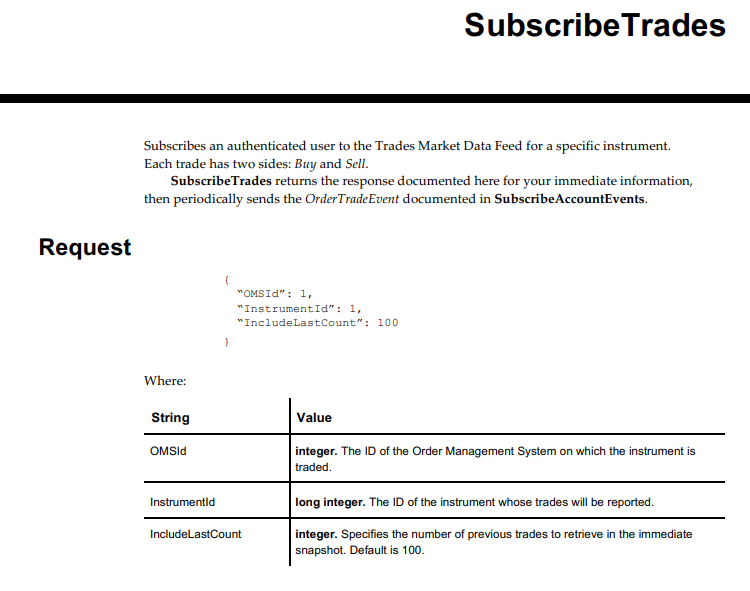 SubscribeTrades
Subscribes an authenticated user to the Trades Market Data Feed for a specific instrument.
Each trade has two sides: Buy and Sell.
SubscribeTrades returns the response documented here for your immediate information,
then periodically sends the OrderTradeEvent documented in SubscribeAccountEvents.
Request
{
“OMSId”: 1,
“InstrumentId”: 1,
“IncludeLastCount”: 100
}
Where:
String Value
OMSId integer. The ID of the Order Management System on which the instrument is
traded.
InstrumentId long integer. The ID of the instrument whose trades will be reported.
IncludeLastCount integer. Specifies the number of previous trades to retrieve in the immediate
snapshot. Default is 100.